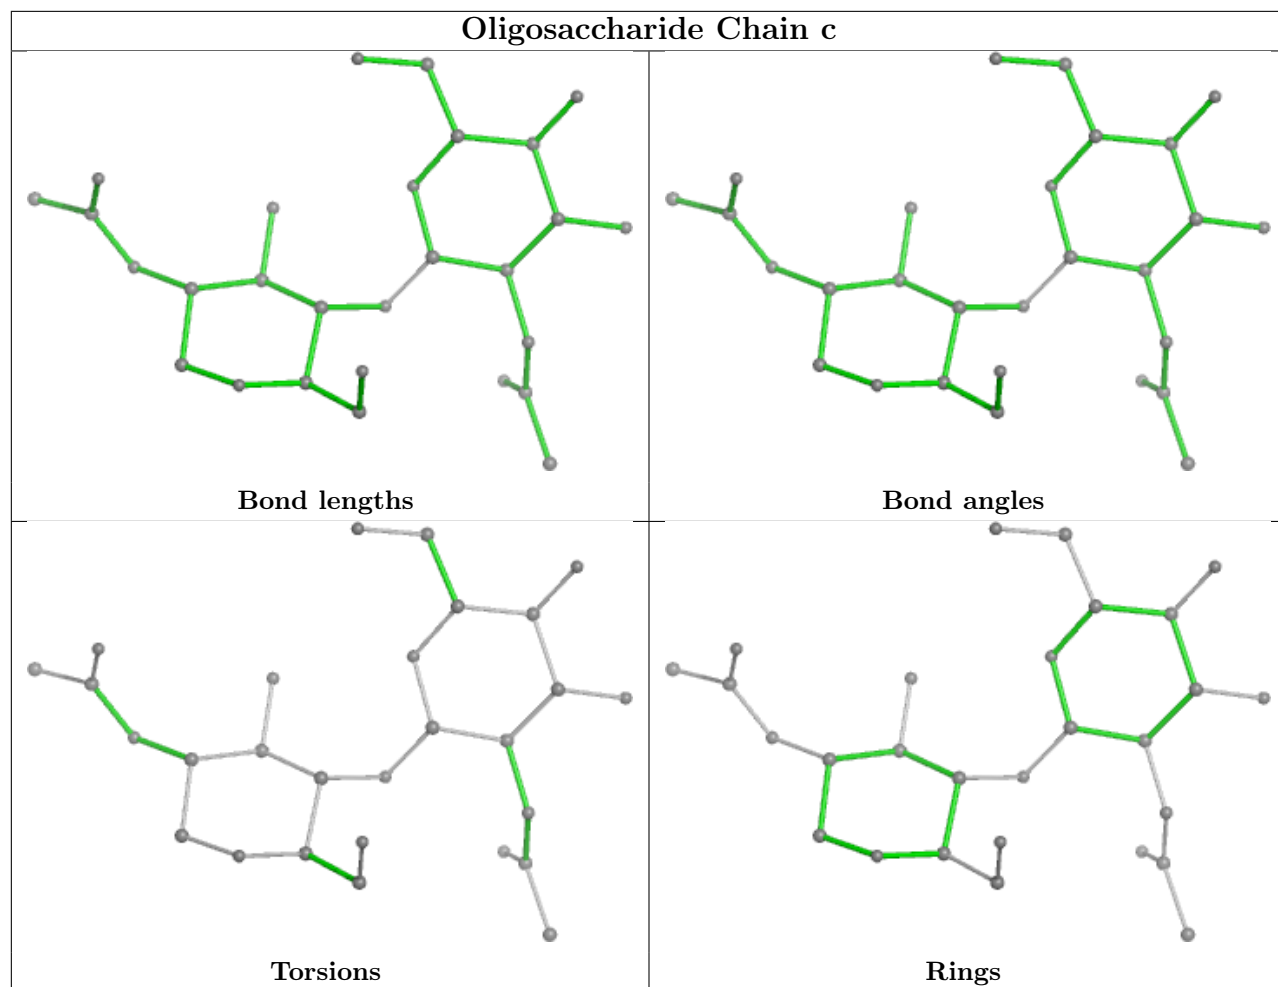 Oligosaccharide Chain c
Bond lengths
Bond angles
Torsions
Rings